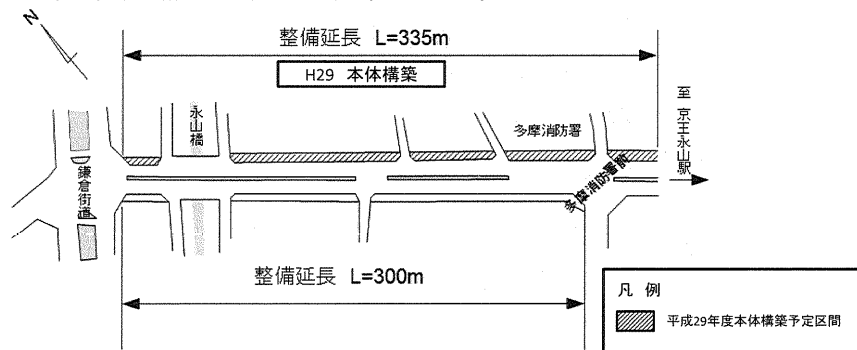 N
整備延長 L=335m
H29 本体構築
永山橋
多摩消防署
至 京王永山駅
鎌倉街道
多摩消防署前
整備延長 L=300m
凡 例
平成29年度本体構築予定区間